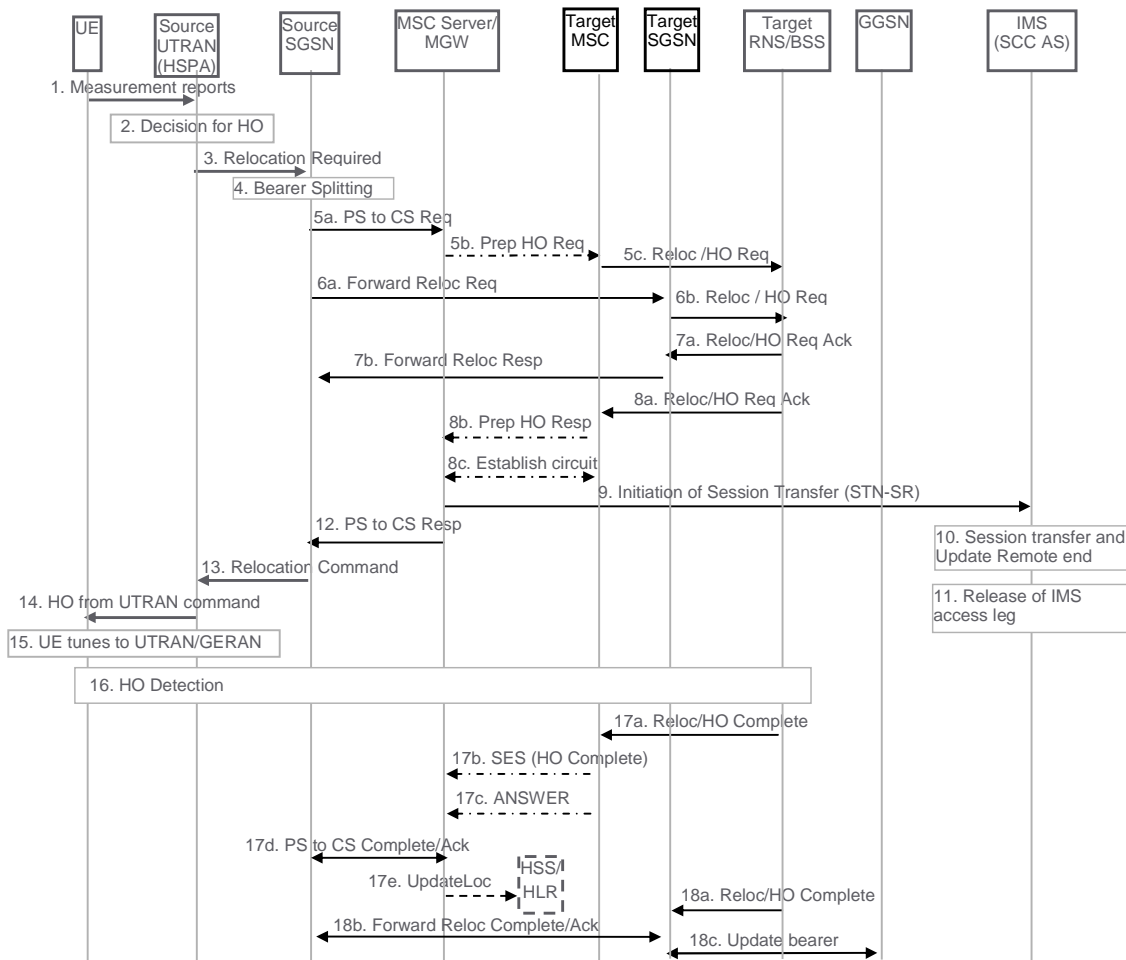 UE
Source
UTRAN
(HSPA)
Source
SGSN
MSC Server/
MGW
Target
MSC
Target
SGSN
Target
RNS/BSS
GGSN
IMS
(SCC AS)
1. Measurement reports
2. Decision for HO
3. Relocation Required
4. Bearer Splitting
5a. PS to CS Req
5b. Prep HO Req
5c. Reloc /HO Req
6a. Forward Reloc Req
6b. Reloc / HO Req
7a. Reloc/HO Req Ack
7b. Forward Reloc Resp
8a. Reloc/HO Req Ack
8b. Prep HO Resp
8c. Establish circuit
9. Initiation of Session Transfer (STN-SR)
12. PS to CS Resp
10. Session transfer and
Update Remote end
13. Relocation Command
14. HO from UTRAN command
11. Release of IMS
access leg
15. UE tunes to UTRAN/GERAN
16. HO Detection
17a. Reloc/HO Complete
17b. SES (HO Complete)
17c. ANSWER
17d. PS to CS Complete/Ack
HSS/
HLR
17e. UpdateLoc
18a. Reloc/HO Complete
18b. Forward Reloc Complete/Ack
18c. Update bearer